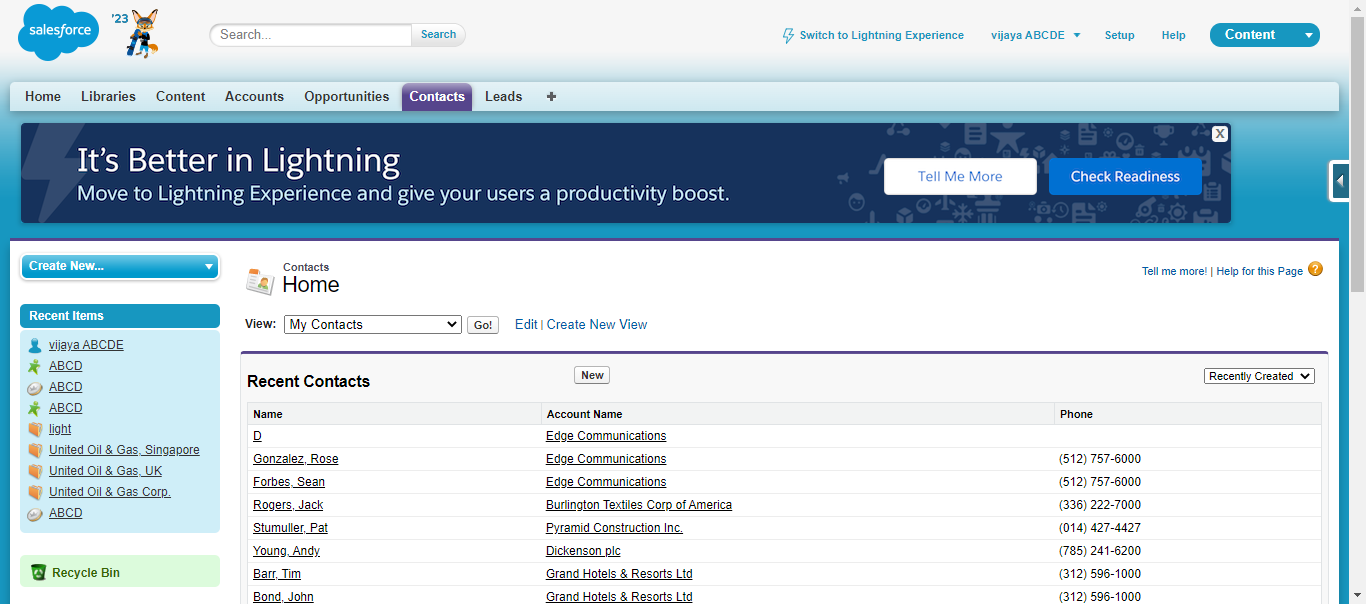 salesforce
'23
Search...
Search
Switch to Lightning Experience
vijaya ABCDE
Setup
Help
Content
Home
Libraries
Content
Accounts
Opportunities
Contacts
Leads
+
It's Better in Lightning
Move to Lightning Experience and give your users a productivity boost.
Tell Me More
Check Readiness
X
Create New...
Recent Items
vijaya ABCDE
ABCD
ABCD
ABCD
light
United Oil & Gas, Singapore
United Oil & Gas, UK
United Oil & Gas Corp.
ABCD
Recycle Bin
Contacts
Home
Tell me more! | Help for this Page ?
View: My Contacts Go! Edit | Create New View
Recent Contacts New Recently Created
Name Account Name Phone
D Edge Communications
Gonzalez, Rose Edge Communications (512) 757-6000
Forbes, Sean Edge Communications (512) 757-6000
Rogers, Jack Burlington Textiles Corp of America (336) 222-7000
Stumuller, Pat Pyramid Construction Inc. (014) 427-4427
Young, Andy Dickenson plc (785) 241-6200
Barr, Tim Grand Hotels & Resorts Ltd (312) 596-1000
Bond, John Grand Hotels & Resorts Ltd (312) 596-1000